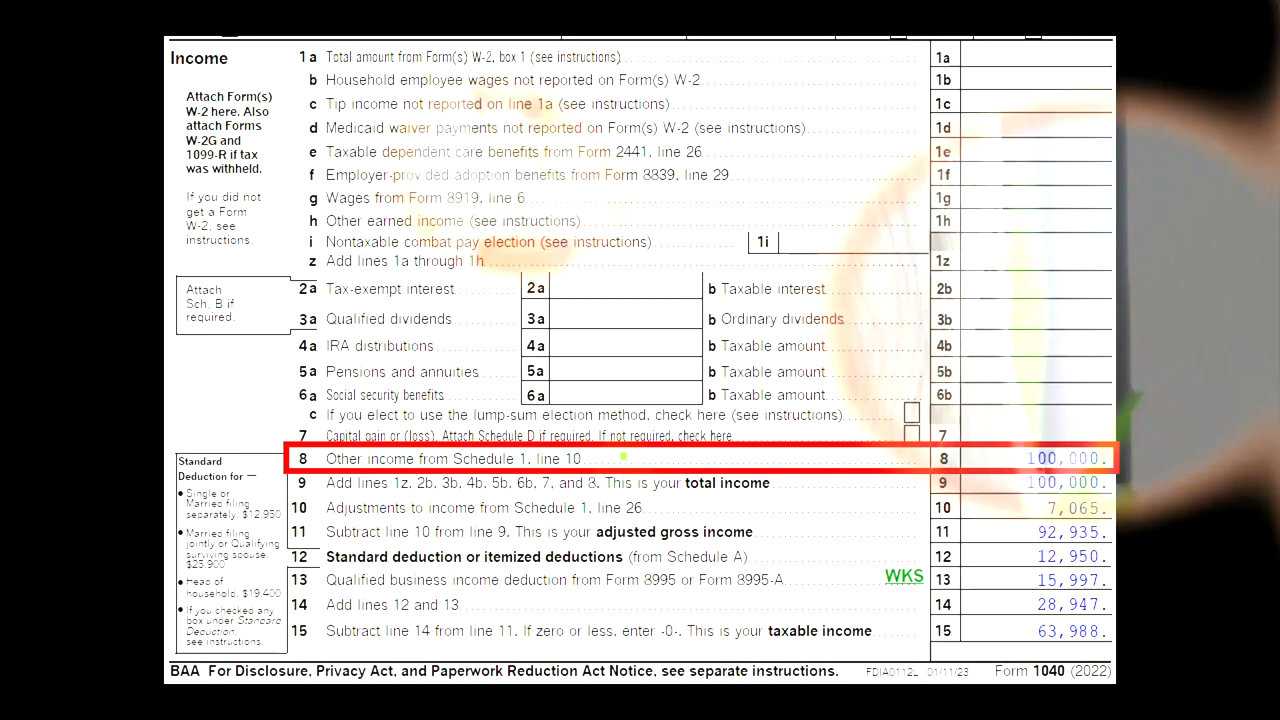 Income
1a Total amount from Form(s) W-2, box 1 (see instructions) 1a
b Household employee wages not reported on Form(s) W-2 1b
c Tip income not reported on line 1a (see instructions) 1c
d Medicaid waiver payments not reported on Form(s) W-2 (see instructions) 1d
e Taxable dependent care benefits from Form 2441, line 26 1e
f Employer-provided adoption benefits from Form 8839, line 29 1f
g Wages from Form 8919, line 6 1g
h Other earned income (see instructions) 1h
i Nontaxable combat pay election (see instructions) 1i
z Add lines 1a through 1h 1z
Attach Form(s)
W-2 here. Also
attach Forms
W-2G and
1099-R if tax
was withheld.
If you did not
get a Form
W-2, see
instructions.
Attach
Sch. B if
required.
2a Tax-exempt interest 2a b Taxable interest 2b
3a Qualified dividends 3a b Ordinary dividends 3b
4a IRA distributions 4a b Taxable amount 4b
5a Pensions and annuities 5a b Taxable amount 5b
6a Social security benefits 6a b Taxable amount 6b
c If you elect to use the lump-sum election method, check here (see instructions)
7 Capital gain or (loss). Attach Schedule D if required. If not required, check here 7
8 Other income from Schedule 1, line 10 8 100,000.
9 Add lines 1z, 2b, 3b, 4b, 5b, 6b, 7, and 8. This is your total income 9 100,000.
10 Adjustments to income from Schedule 1, line 26 10 7,065.
11 Subtract line 10 from line 9. This is your adjusted gross income 11 92,935.
12 Standard deduction or itemized deductions (from Schedule A) 12 12,950.
13 Qualified business income deduction from Form 8995 or Form 8995-A WKS 13 15,997.
14 Add lines 12 and 13 14 28,947.
15 Subtract line 14 from line 11. If zero or less, enter -0-. This is your taxable income 15 63,988.
Standard
Deduction for —
• Single or
Married filing
separately, $12,950
• Married filing
jointly or Qualifying
surviving spouse,
$25,900
• Head of
household, $19,400
• If you checked any
box under Standard
Deduction,
see instructions.
BAA For Disclosure, Privacy Act, and Paperwork Reduction Act Notice, see separate instructions. FDIA0112L 01/11/23 Form 1040 (2022)